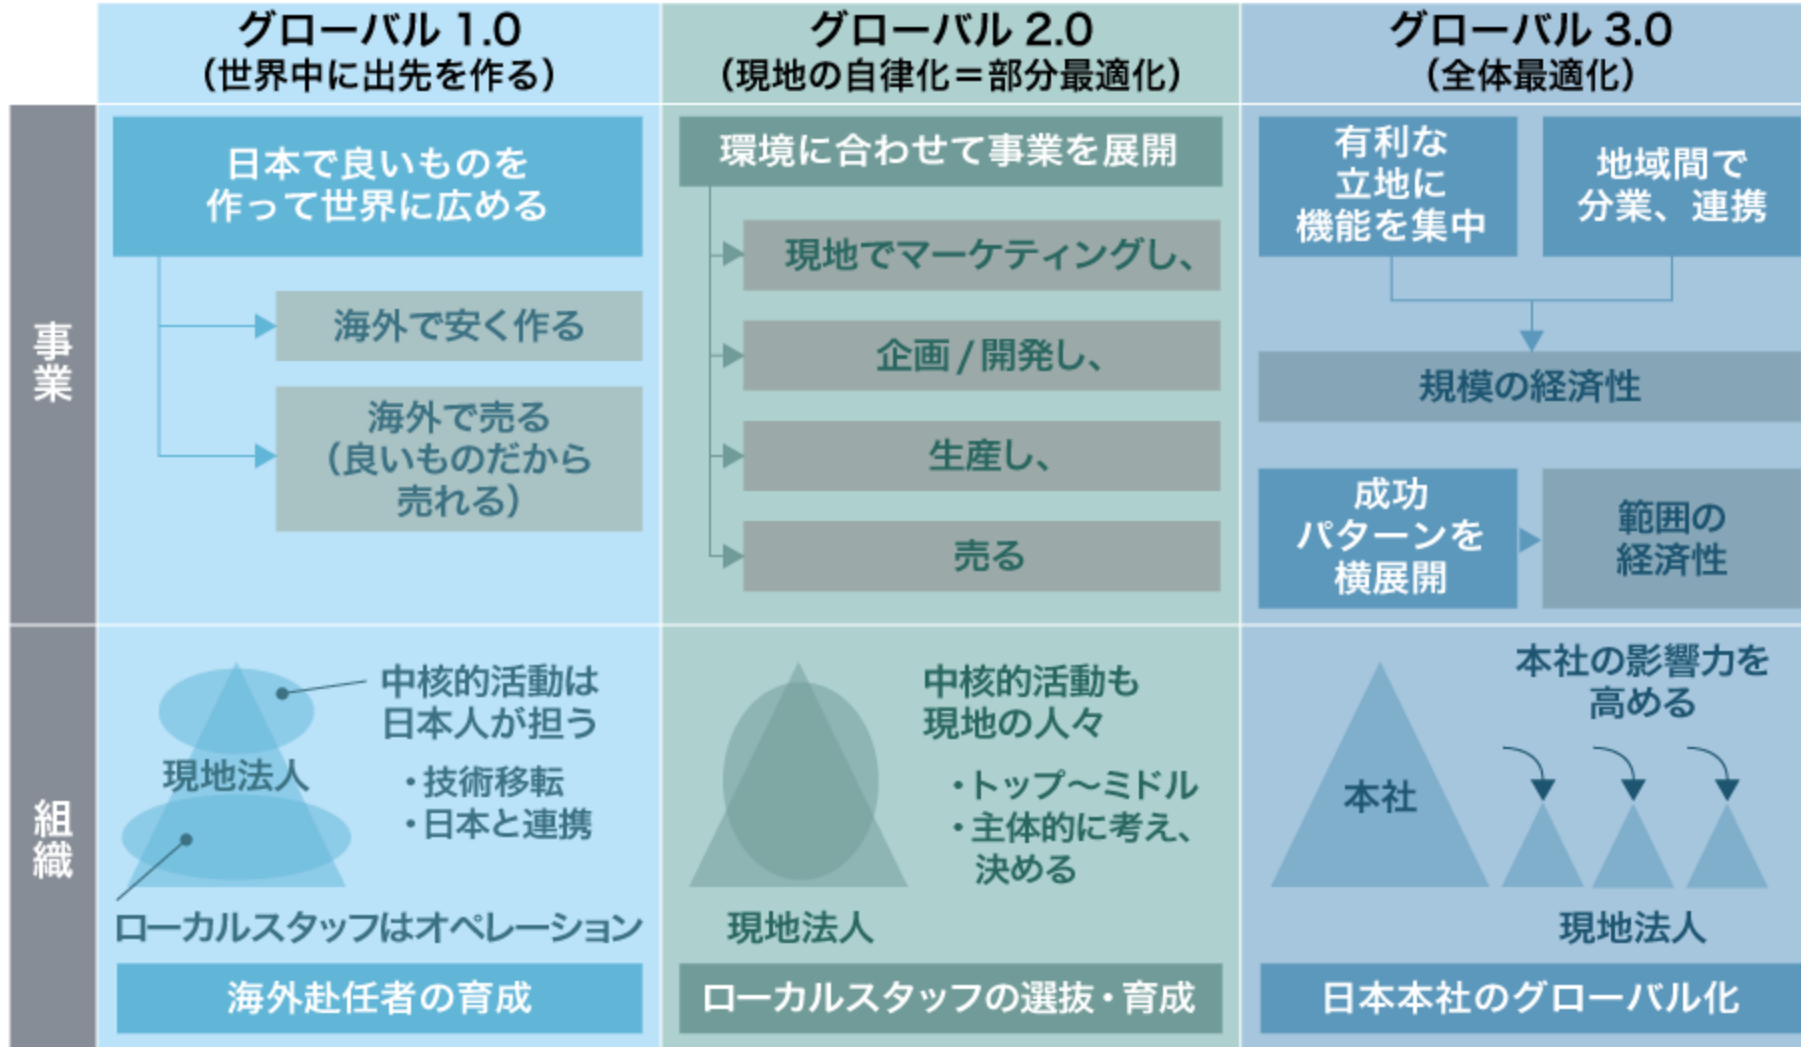 グローバル 1.0
（世界中に出先を作る）
グローバル 2.0
（現地の自律化＝部分最適化）
グローバル 3.0
（全体最適化）
事業
日本で良いものを
作って世界に広める
海外で安く作る
海外で売る
（良いものだから
売れる）
環境に合わせて事業を展開
現地でマーケティングし、
企画 / 開発し、
生産し、
売る
有利な
立地に
機能を集中
地域間で
分業、連携
規模の経済性
成功
パターンを
横展開
範囲の
経済性
組織
中核的活動は
日本人が担う
・技術移転
・日本と連携
現地法人
ローカルスタッフはオペレーション
海外赴任者の育成
中核的活動も
現地の人々
・トップ〜ミドル
・主体的に考え、
決める
現地法人
ローカルスタッフの選抜・育成
本社の影響力を
高める
本社
現地法人
日本本社のグローバル化